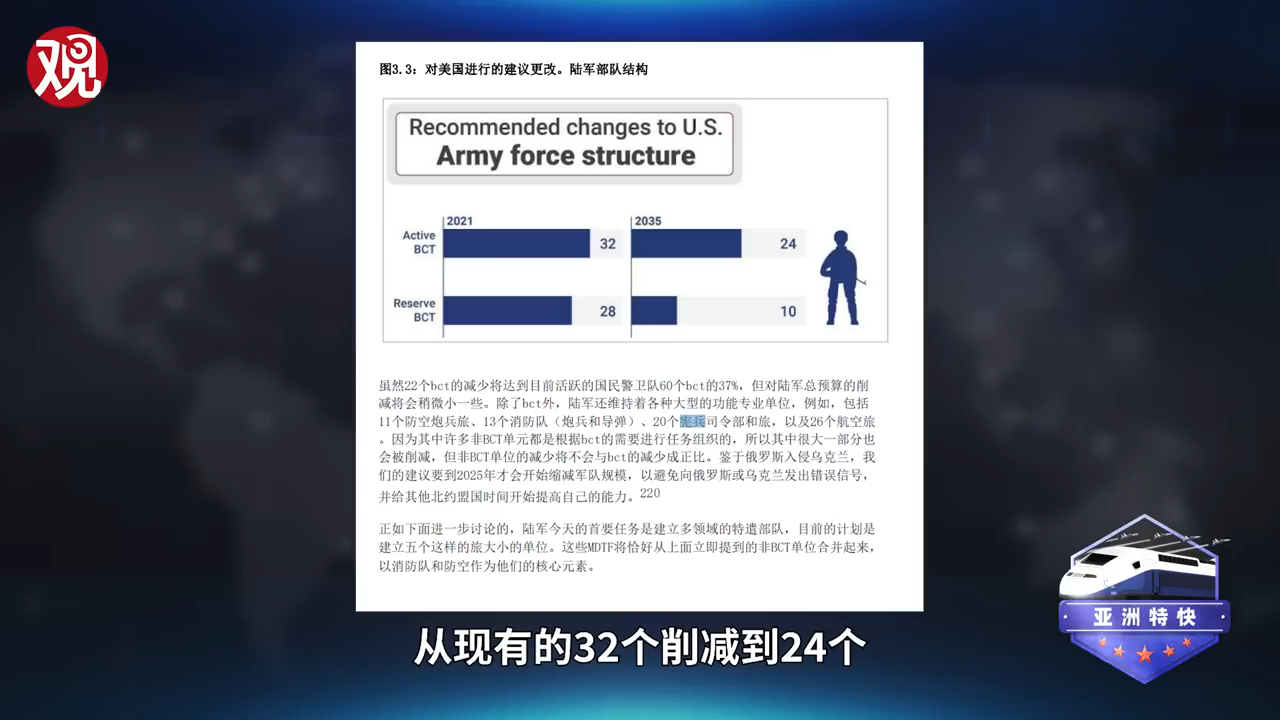 观
图3.3：对美国进行的建议更改。陆军部队结构
Recommended changes to U.S.
Army force structure
2021
2035
Active
BCT
32
24
Reserve
BCT
28
10
虽然22个bct的减少将达到目前活跃的国民警卫队60个bct的37%，但对陆军总预算的削
减将会稍微小一些。除了bct外，陆军还维持着各种大型的功能专业单位，例如，包括
11个防空炮兵旅、13个消防队（炮兵和导弹）、20个宪兵司令部和旅，以及26个航空旅
。因为其中许多非BCT单元都是根据bct的需要进行任务组织的，所以其中很大一部分也
会被削减，但非BCT单位的减少将不会与bct的减少成正比。鉴于俄罗斯入侵乌克兰，我
们的建议要到2025年才会开始缩减军队规模，以避免向俄罗斯或乌克兰发出错误信号，
并给其他北约盟国时间开始提高自己的能力。220
正如下面进一步讨论的，陆军今天的首要任务是建立多领域的特遣部队，目前的计划是
建立五个这样的旅大小的单位。这些MDTF将恰好从上面立即提到的非BCT单位合并起来，
以消防队和防空作为他们的核心元素。
亚洲特快
从现有的32个削减到24个